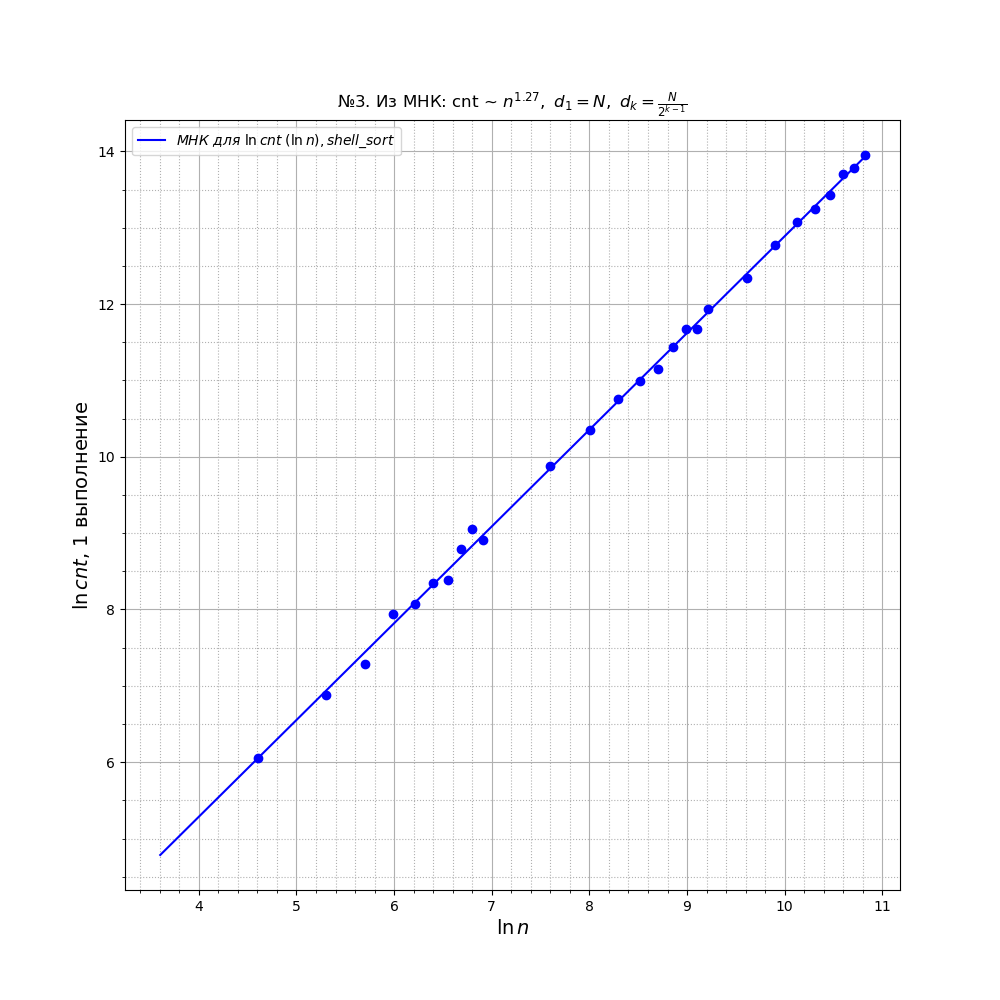 №3. Из МНК: cnt ~ n^1.27, d_1 = N, d_k = N/2^(k−1)
МНК для ln cnt (ln n), shell_sort
14
12
10
8
6
ln cnt, 1 выполнение
4 5 6 7 8 9 10 11
ln n